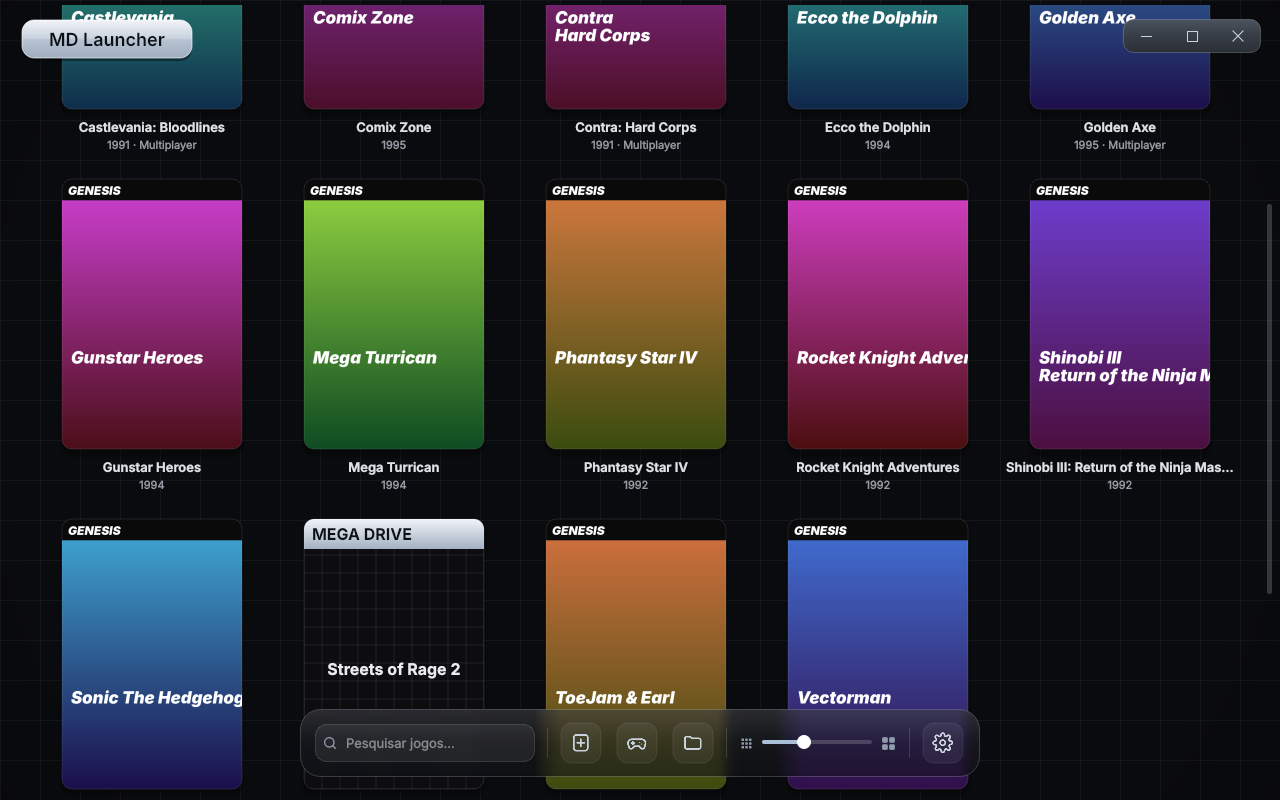 Castlevania
Comix Zone
Contra
Hard Corps
Ecco the Dolphin
Golden Axe
MD Launcher
Castlevania: Bloodlines
1991 · Multiplayer
Comix Zone
1995
Contra: Hard Corps
1991 · Multiplayer
Ecco the Dolphin
1994
Golden Axe
1995 · Multiplayer
GENESIS
Gunstar Heroes
GENESIS
Mega Turrican
GENESIS
Phantasy Star IV
GENESIS
Rocket Knight Adver
GENESIS
Shinobi III
Return of the Ninja M
Gunstar Heroes
1994
Mega Turrican
1994
Phantasy Star IV
1992
Rocket Knight Adventures
1992
Shinobi III: Return of the Ninja Mas...
1992
GENESIS
Sonic The Hedgehog
MEGA DRIVE
Streets of Rage 2
GENESIS
ToeJam & Earl
GENESIS
Vectorman
Pesquisar jogos...